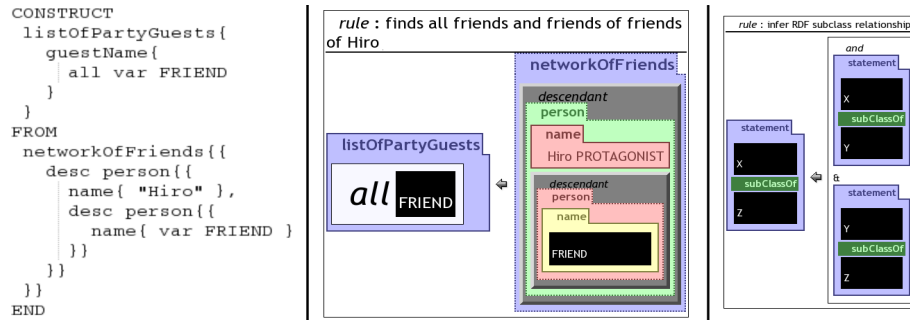 CONSTRUCT
listOfPartyGuests{
guestName{
all var FRIEND
}
}
FROM
networkOfFriends{{
desc person{{
name{ "Hiro" },
desc person{{
name{ var FRIEND }
}}
}}
}}
END
rule : finds all friends and friends of friends
of Hiro
networkOfFriends
descendant
person
name
Hiro PROTAGONIST
descendant
person
name
FRIEND
listOfPartyGuests
all FRIEND
rule : infer RDF subclass relationship
statement
X
subClassOf
Z
and
statement
X
subClassOf
Y
&
statement
Y
subClassOf
Z